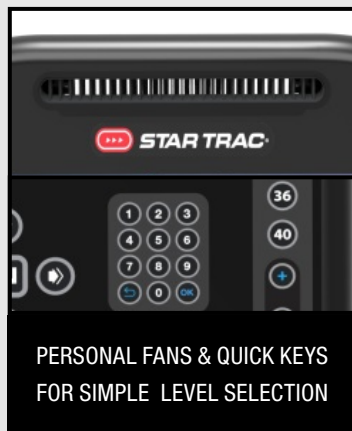 STAR TRAC
36
1 2 3
40
4 5 6
7 8 9
+
0 OK
PERSONAL FANS & QUICK KEYS
FOR SIMPLE LEVEL SELECTION